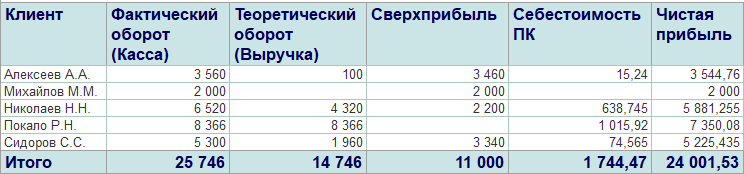 Клиент Фактический оборот (Касса) Теоретический оборот (Выручка) Сверхприбыль Себестоимость ПК Чистая прибыль
Алексеев А.А. 3 560 100 3 460 15,24 3 544,76
Михайлов М.М. 2 000 2 000 2 000
Николаев Н.Н. 6 520 4 320 2 200 638,745 5 881,255
Покало Р.Н. 8 366 8 366 1 015,92 7 350,08
Сидоров С.С. 5 300 1 960 3 340 74,565 5 225,435
Итого 25 746 14 746 11 000 1 744,47 24 001,53